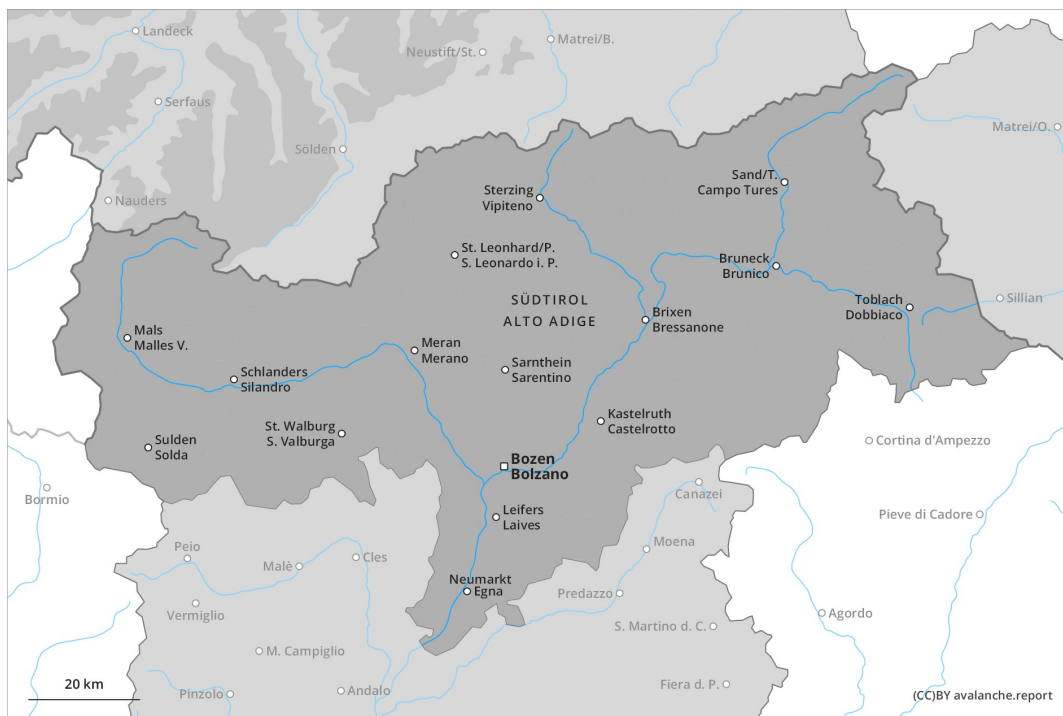 Landeck
Matrei/B.
Neustift/St.
Serfaus
Matrei/O.
Sölden
Sand/T.
Campo Tures
Sterzing
Vipiteno
Nauders
St. Leonhard/P.
S. Leonardo i. P.
Bruneck
Brunico
SÜDTIROL
ALTO ADIGE
Toblach
Dobbiaco
Sillian
Brixen
Bressanone
Mals
Malles V.
Meran
Merano
Sarnthein
Sarentino
Schlanders
Silandro
Kastelruth
Castelrotto
St. Walburg
S. Valburga
Sulden
Solda
Cortina d'Ampezzo
Bozen
Bolzano
Bormio
Canazei
Leifers
Laives
Pieve di Cadore
Peio
Moena
Cles
Malè
Neumarkt
Egna
Predazzo
Vermiglio
Agordo
S. Martino d. C.
M. Campiglio
Fiera d. P.
20 km
Pinzolo
Andalo
(CC)BY avalanche.report